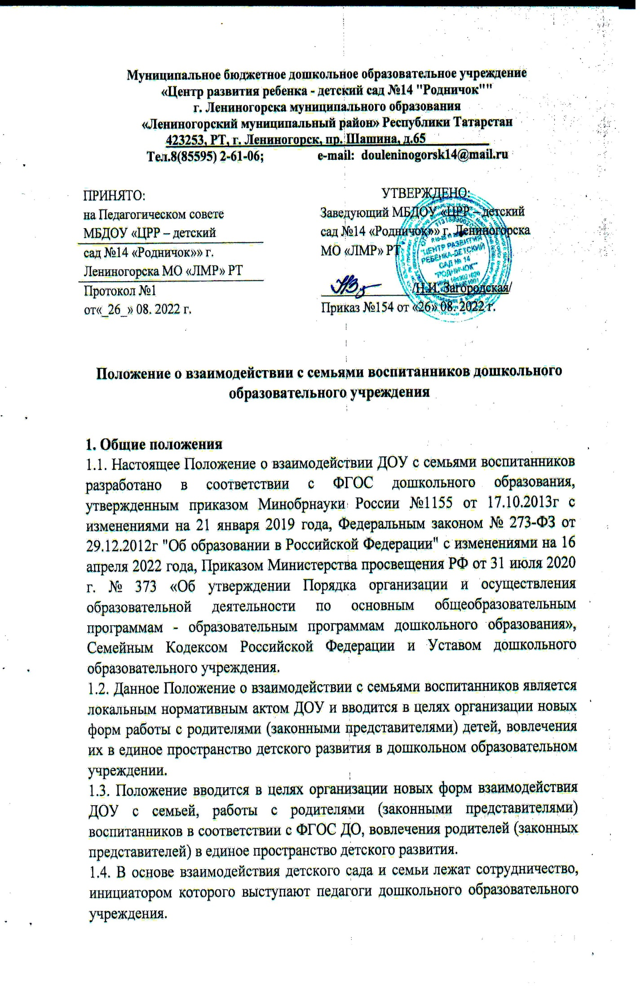 Муниципальное бюджетное дошкольное образовательное учреждение
«Центр развития ребенка - детский сад №14 "Родничок""
г. Лениногорска муниципального образования
«Лениногорский муниципальный район» Республики Татарстан
423253, РТ, г. Лениногорск, пр. Шашина, д.65
Тел.8(85595) 2-61-06; e-mail: douleninogorsk14@mail.ru
ПРИНЯТО:
на Педагогическом совете
МБДОУ «ЦРР – детский
сад №14 «Родничок»» г.
Лениногорска МО «ЛМР» РТ
Протокол №1
от«_26_» 08. 2022 г.
УТВЕРЖДЕНО:
Заведующий МБДОУ «ЦРР – детский
сад №14 «Родничок»» г. Лениногорска
МО «ЛМР» РТ
/Н.И. Загородская/
Приказ №154 от «26» 08. 2022 г.
"ЦЕНТР РАЗВИТИЯ
РЕБЕНКА-ДЕТСКИЙ
САД № 14
"РОДНИЧОК""
Положение о взаимодействии с семьями воспитанников дошкольного
образовательного учреждения
1. Общие положения
1.1. Настоящее Положение о взаимодействии ДОУ с семьями воспитанников
разработано в соответствии с ФГОС дошкольного образования,
утвержденным приказом Минобрнауки России №1155 от 17.10.2013г с
изменениями на 21 января 2019 года, Федеральным законом № 273-ФЗ от
29.12.2012г "Об образовании в Российской Федерации" с изменениями на 16
апреля 2022 года, Приказом Министерства просвещения РФ от 31 июля 2020
г. № 373 «Об утверждении Порядка организации и осуществления
образовательной деятельности по основным общеобразовательным
программам - образовательным программам дошкольного образования»,
Семейным Кодексом Российской Федерации и Уставом дошкольного
образовательного учреждения.
1.2. Данное Положение о взаимодействии с семьями воспитанников является
локальным нормативным актом ДОУ и вводится в целях организации новых
форм работы с родителями (законными представителями) детей, вовлечения
их в единое пространство детского развития в дошкольном образовательном
учреждении.
1.3. Положение вводится в целях организации новых форм взаимодействия
ДОУ с семьей, работы с родителями (законными представителями)
воспитанников в соответствии с ФГОС ДО, вовлечения родителей (законных
представителей) в единое пространство детского развития.
1.4. В основе взаимодействия детского сада и семьи лежат сотрудничество,
инициатором которого выступают педагоги дошкольного образовательного
учреждения.